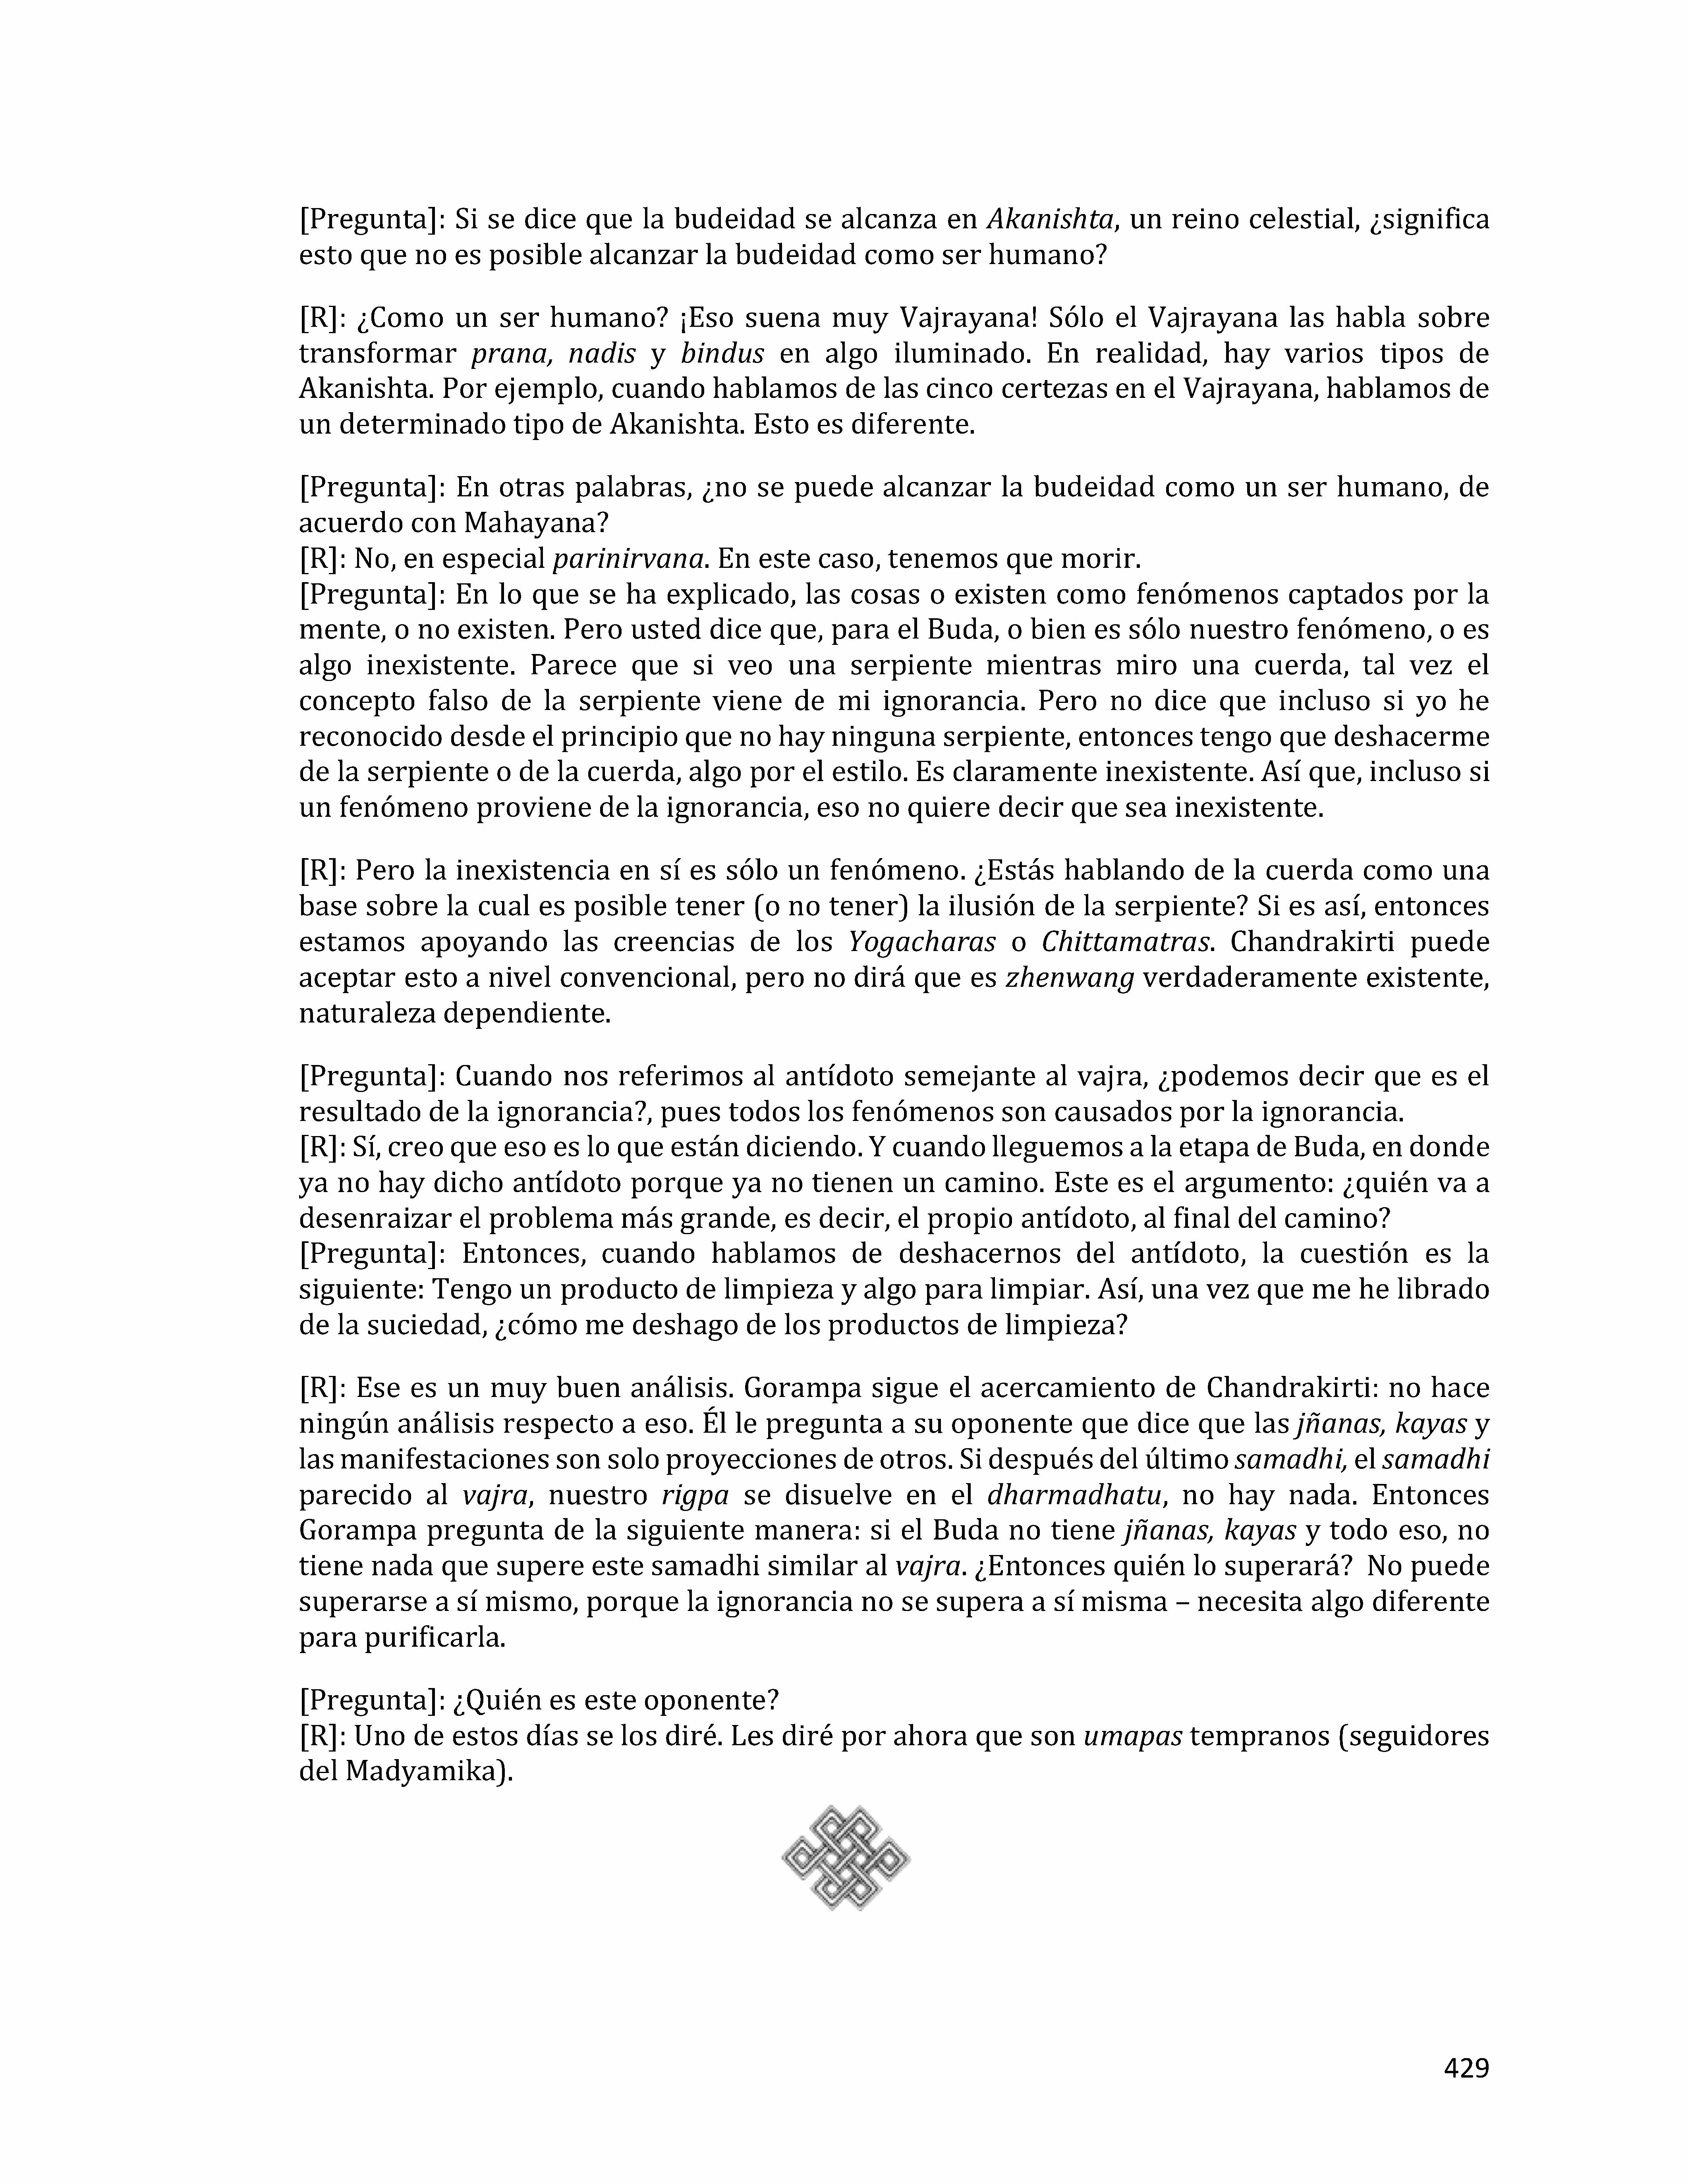 [Pregunta]: Si se dice que la budeidad se alcanza en Akanishta, un reino celestial, ¿significa
esto que no es posible alcanzar la budeidad como ser humano?
[R]: ¿Como un ser humano? ¡Eso suena muy Vajrayana! Sólo el Vajrayana las habla sobre
transformar prana, nadis y bindus en algo iluminado. En realidad, hay varios tipos de
Akanishta. Por ejemplo, cuando hablamos de las cinco certezas en el Vajrayana, hablamos de
un determinado tipo de Akanishta. Esto es diferente.
[Pregunta]: En otras palabras, ¿no se puede alcanzar la budeidad como un ser humano, de
acuerdo con Mahayana?
[R]: No, en especial parinirvana. En este caso, tenemos que morir.
[Pregunta]: En lo que se ha explicado, las cosas o existen como fenómenos captados por la
mente, o no existen. Pero usted dice que, para el Buda, o bien es sólo nuestro fenómeno, o es
algo inexistente. Parece que si veo una serpiente mientras miro una cuerda, tal vez el
concepto falso de la serpiente viene de mi ignorancia. Pero no dice que incluso si yo he
reconocido desde el principio que no hay ninguna serpiente, entonces tengo que deshacerme
de la serpiente o de la cuerda, algo por el estilo. Es claramente inexistente. Así que, incluso si
un fenómeno proviene de la ignorancia, eso no quiere decir que sea inexistente.
[R]: Pero la inexistencia en sí es sólo un fenómeno. ¿Estás hablando de la cuerda como una
base sobre la cual es posible tener (o no tener) la ilusión de la serpiente? Si es así, entonces
estamos apoyando las creencias de los Yogacharas o Chittamatras. Chandrakirti puede
aceptar esto a nivel convencional, pero no dirá que es zhenwang verdaderamente existente,
naturaleza dependiente.
[Pregunta]: Cuando nos referimos al antídoto semejante al vajra, ¿podemos decir que es el
resultado de la ignorancia?, pues todos los fenómenos son causados por la ignorancia.
[R]: Sí, creo que eso es lo que están diciendo. Y cuando lleguemos a la etapa de Buda, en donde
ya no hay dicho antídoto porque ya no tienen un camino. Este es el argumento: ¿quién va a
desenraizar el problema más grande, es decir, el propio antídoto, al final del camino?
[Pregunta]: Entonces, cuando hablamos de deshacernos del antídoto, la cuestión es la
siguiente: Tengo un producto de limpieza y algo para limpiar. Así, una vez que me he librado
de la suciedad, ¿cómo me deshago de los productos de limpieza?
[R]: Ese es un muy buen análisis. Gorampa sigue el acercamiento de Chandrakirti: no hace
ningún análisis respecto a eso. Él le pregunta a su oponente que dice que las jñanas, kayas y
las manifestaciones son solo proyecciones de otros. Si después del último samadhi, el samadhi
parecido al vajra, nuestro rigpa se disuelve en el dharmadhatu, no hay nada. Entonces
Gorampa pregunta de la siguiente manera: si el Buda no tiene jñanas, kayas y todo eso, no
tiene nada que supere este samadhi similar al vajra. ¿Entonces quién lo superará? No puede
superarse a sí mismo, porque la ignorancia no se supera a sí misma – necesita algo diferente
para purificarla.
[Pregunta]: ¿Quién es este oponente?
[R]: Uno de estos días se los diré. Les diré por ahora que son umapas tempranos (seguidores
del Madyamika).
429